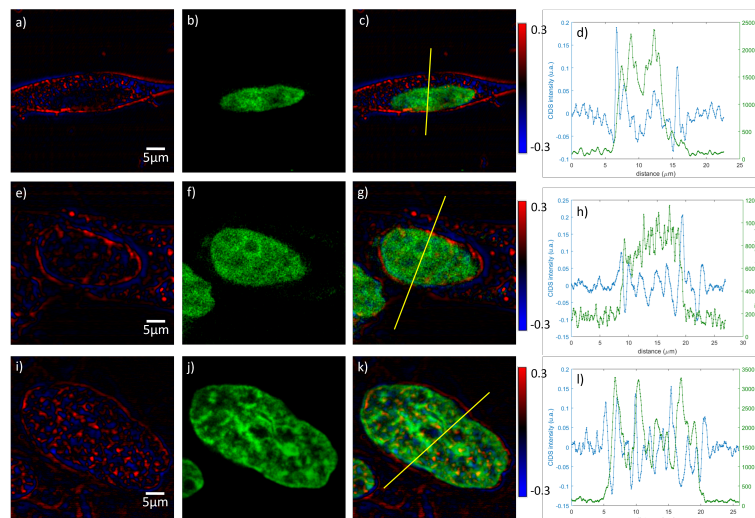 a)
5µm
b)
c)
0.3
-0.3
d)
0.2
0.15
0.1
0.05
0
-0.05
-0.1
CIDS intensity (u.a.)
2500
2000
1500
1000
500
0
0 5 10 15 20 25
distance (µm)
e)
5µm
f)
g)
0.3
-0.3
h)
0.25
0.2
0.15
0.1
0.05
0
-0.05
-0.1
-0.15
CIDS intensity (u.a.)
800
600
400
200
0
0 5 10 15 20 25 30
distance (µm)
i)
5µm
j)
k)
0.3
-0.3
l)
0.2
0.15
0.1
0.05
0
-0.05
-0.1
-0.15
CIDS intensity (u.a.)
3500
3000
2500
2000
1500
1000
500
0
0 5 10 15 20 25